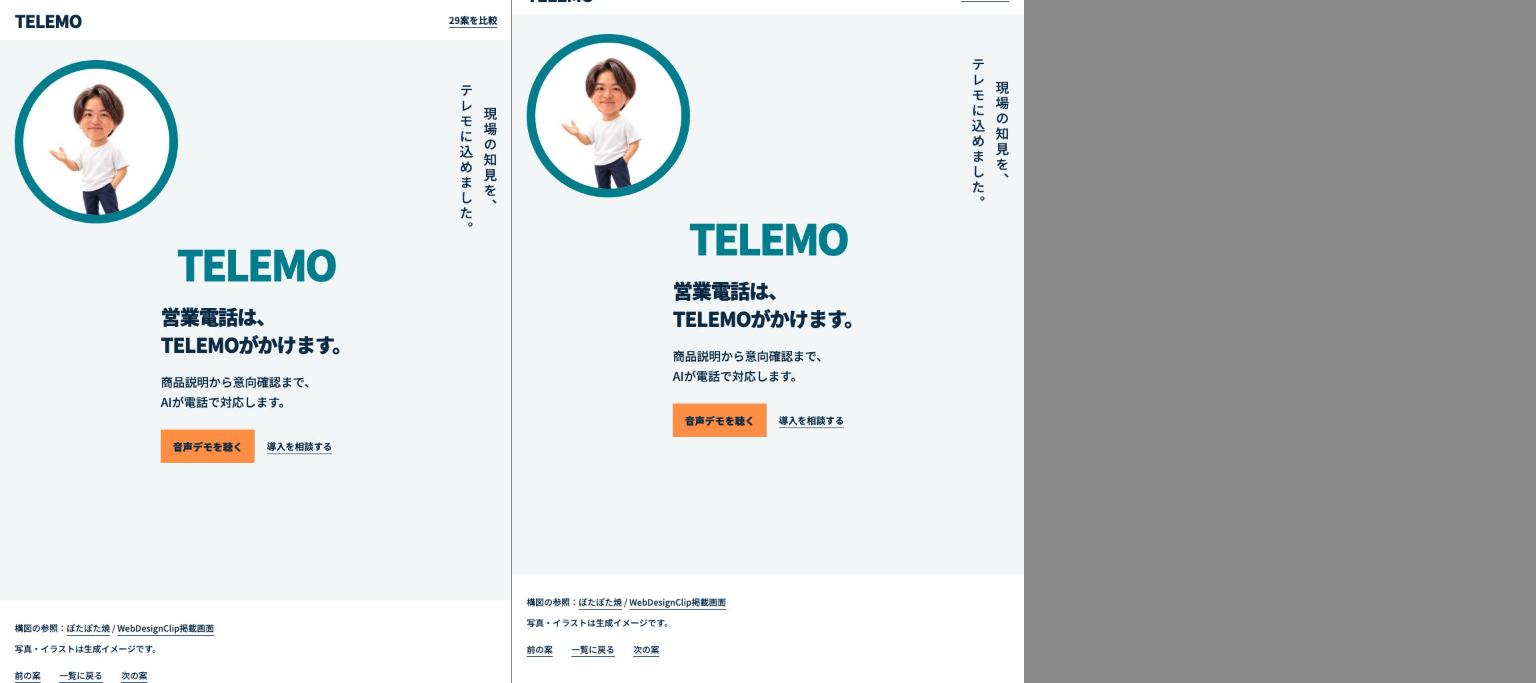 TELEMO
29案を比較
現場の知見を、
テレモに込めました。
TELEMO
営業電話は、
TELEMOがかけます。
商品説明から意向確認まで、
AIが電話で対応します。
音声デモを聴く
導入を相談する
構図の参照：ぽたぽた焼 / WebDesignClip掲載画面
写真・イラストは生成イメージです。
前の案 一覧に戻る 次の案
TELEMO
現場の知見を、
テレモに込めました。
TELEMO
営業電話は、
TELEMOがかけます。
商品説明から意向確認まで、
AIが電話で対応します。
音声デモを聴く
導入を相談する
構図の参照：ぽたぽた焼 / WebDesignClip掲載画面
写真・イラストは生成イメージです。
前の案 一覧に戻る 次の案